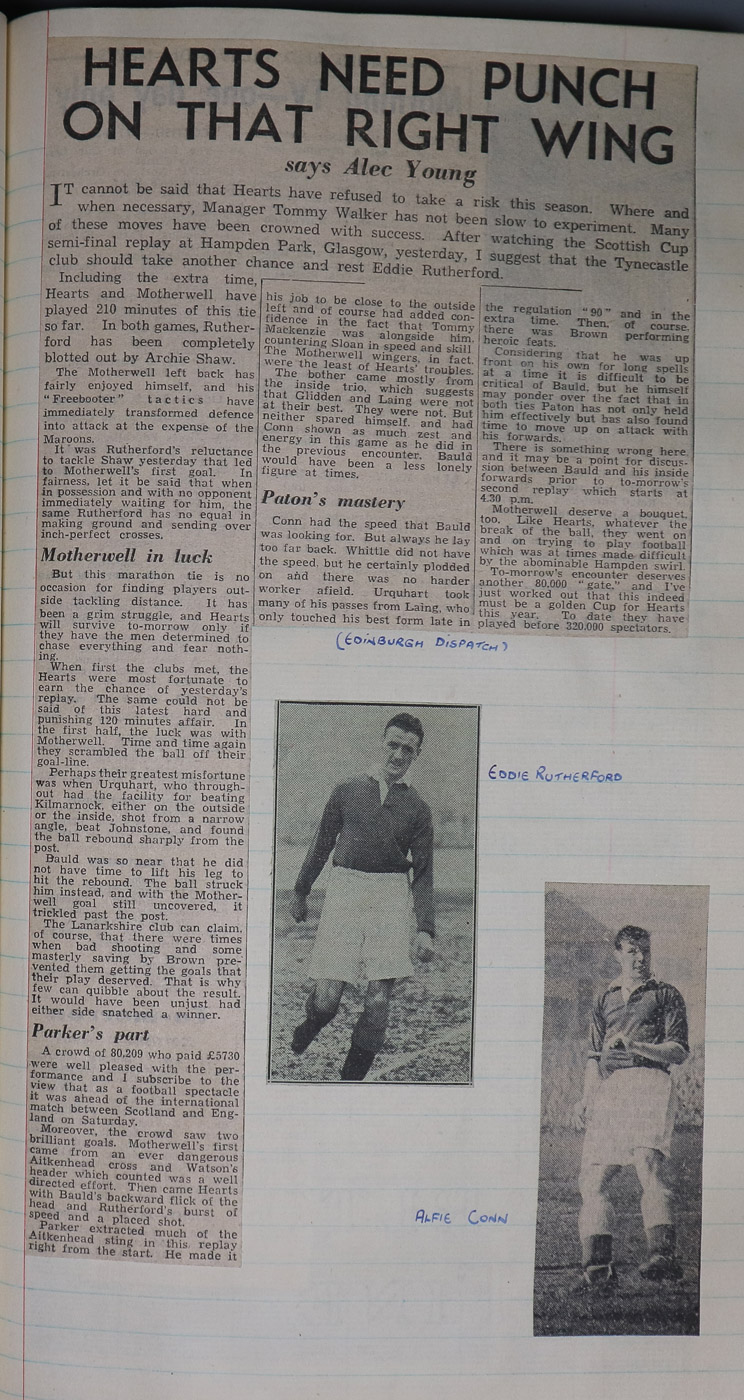 HEARTS NEED PUNCH
ON THAT RIGHT WING
says Alec Young
IT cannot be said that Hearts have refused to take a risk this season. Where and
when necessary, Manager Tommy Walker has not been slow to experiment. Many
of these moves have been crowned with success. After watching the Scottish Cup
semi-final replay at Hampden Park, Glasgow, yesterday, I suggest that the Tynecastle
club should take another chance and rest Eddie Rutherford.
Including the extra time,
Hearts and Motherwell have
played 210 minutes of this tie
so far. In both games, Ruther-
ford has been completely
blotted out by Archie Shaw.
The Motherwell left back has
fairly enjoyed himself, and his
"Freebooter" tactics have
immediately transformed defence
into attack at the expense of the
Maroons.
It was Rutherford's reluctance
to tackle Shaw yesterday that led
to Motherwell's first goal. In
fairness, let it be said that when
in possession and with no opponent
immediately waiting for him, the
same Rutherford has no equal in
making ground and sending over
inch-perfect crosses.
Motherwell in luck
But this marathon tie is no
occasion for finding players out-
side tackling distance. It has
been a grim struggle, and Hearts
will survive to-morrow only if
they have the men determined to
chase everything and fear noth-
ing.
When first the clubs met, the
Hearts were most fortunate to
earn the chance of yesterday's
replay. The same could not be
said of this latest hard and
punishing 120 minutes affair. In
the first half, the luck was with
Motherwell. Time and time again
they scrambled the ball off their
goal-line.
Perhaps their greatest misfortune
was when Urquhart, who through-
out had the facility for beating
Kilmarnock, either on the outside
or the inside, shot from a narrow
angle, beat Johnstone, and found
the ball rebound sharply from the
post.
Bauld was so near that he did
not have time to lift his leg to
hit the rebound. The ball struck
him instead, and with the Mother-
well goal still uncovered, it
trickled past the post.
The Lanarkshire club can claim,
of course, that there were times
when bad shooting and some
masterly saving by Brown pre-
vented them getting the goals that
their play deserved. That is why
few can quibble about the result.
It would have been unjust had
either side snatched a winner.
Parker's part
A crowd of 80,209 who paid £5730
were well pleased with the per-
formance and I subscribe to the
view that as a football spectacle
it was ahead of the international
match between Scotland and Eng-
land on Saturday.
Moreover, the crowd saw two
brilliant goals. Motherwell's first
came from an ever dangerous
Aitkenhead cross and Watson's
header which counted was a well
directed effort. Then came Hearts
with Bauld's backward flick of the
head and Rutherford's burst of
speed and a placed shot.
Parker extracted much of the
Aitkenhead sting in this replay
right from the start. He made it
his job to be close to the outside
left and of course had added con-
fidence in the fact that Tommy
Mackenzie was alongside him,
countering Sloan in speed and skill.
The Motherwell wingers, in fact,
were the least of Hearts' troubles.
The bother came mostly from
the inside trio, which suggests
that Glidden and Laing were not
at their best. They were not. But
neither spared himself, and had
Conn shown as much zest and
energy in this game as he did in
the previous encounter, Bauld
would have been a less lonely
figure at times.
Paton's mastery
Conn had the speed that Bauld
was looking for. But always he lay
too far back. Whittle did not have
the speed, but he certainly plodded
on and there was no harder
worker afield. Urquhart took
many of his passes from Laing, who
only touched his best form late in
the regulation "90" and in the
extra time. Then, of course,
there was Brown performing
heroic feats.
Considering that he was up
front on his own for long spells
at a time it is difficult to be
critical of Bauld, but he himself
may ponder over the fact that in
both ties Paton has not only held
him effectively but has also found
time to move up on attack with
his forwards.
There is something wrong here,
and it may be a point for discus-
sion between Bauld and his inside
forwards prior to to-morrow's
second replay which starts at
4.30 p.m.
Motherwell deserve a bouquet,
too. Like Hearts, whatever the
break of the ball, they went on
and on trying to play football
which was at times made difficult
by the abominable Hampden swirl.
To-morrow's encounter deserves
another 80,000 "gate," and I've
just worked out that this indeed
must be a golden Cup for Hearts
this year. To date they have
played before 320,000 spectators.
(EDINBURGH DISPATCH)
EDDIE RUTHERFORD
ALFIE CONN